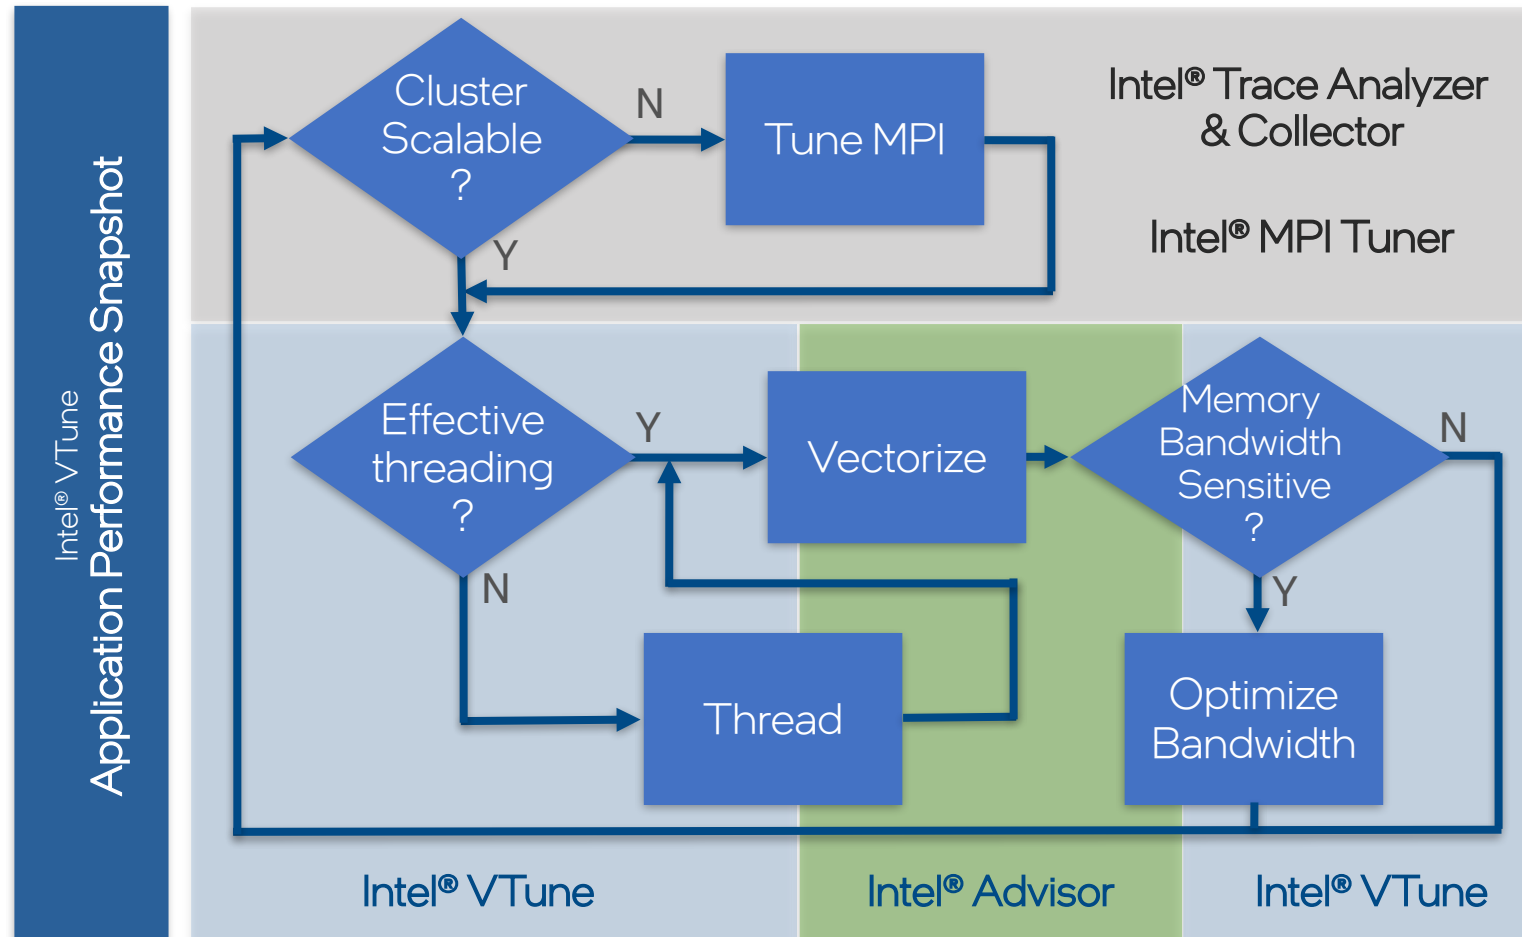 Intel® VTune
Application Performance Snapshot
Cluster
Scalable
?
N
Tune MPI
Intel® Trace Analyzer
& Collector
Intel® MPI Tuner
Y
Effective
threading
?
Y
Vectorize
Memory
Bandwidth
Sensitive
?
N
N
Y
Thread
Optimize
Bandwidth
Intel® VTune
Intel® Advisor
Intel® VTune